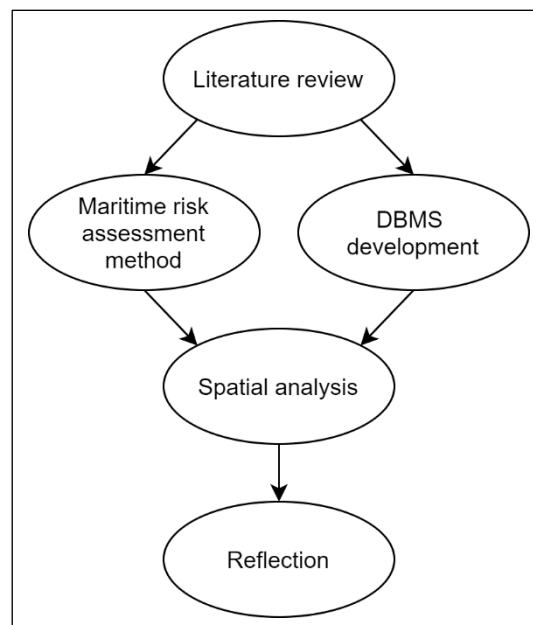 Literature review
Maritime risk
assessment
method
DBMS
development
Spatial analysis
Reflection